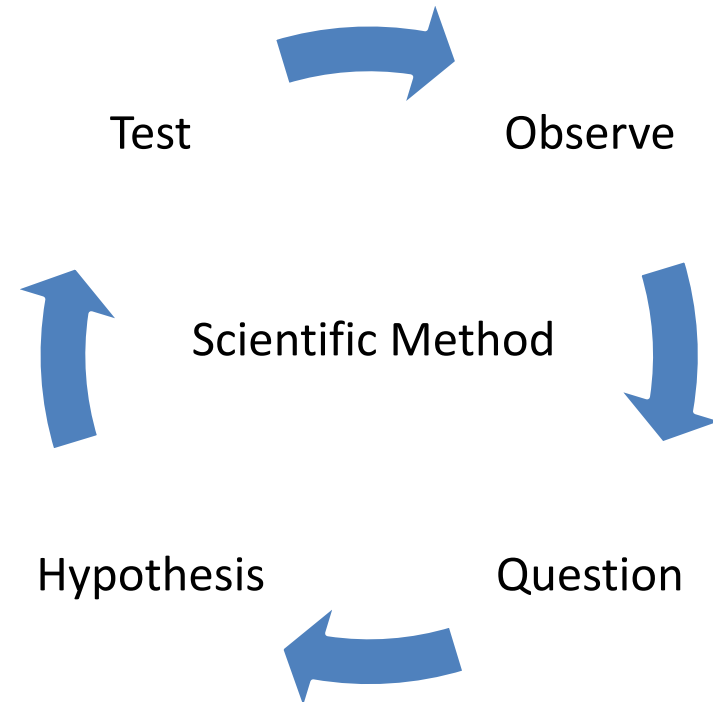 Test
Observe
Scientific Method
Hypothesis
Question